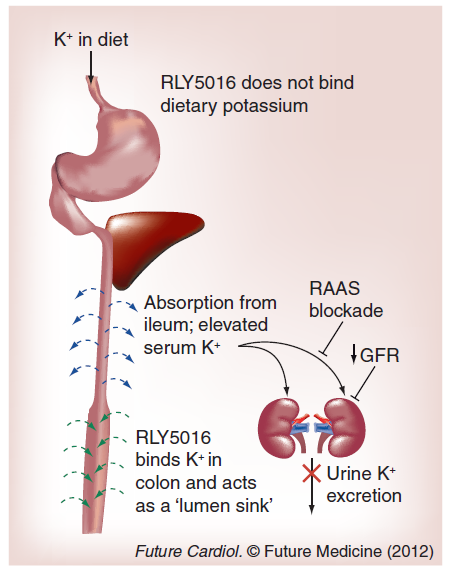 K+ in diet
RLY5016 does not bind
dietary potassium
Absorption from
ileum; elevated
serum K+
RAAS
blockade
GFR
RLY5016
binds K+ in
colon and acts
as a ‘lumen sink’
Urine K+
excretion
Future Cardiol. © Future Medicine (2012)